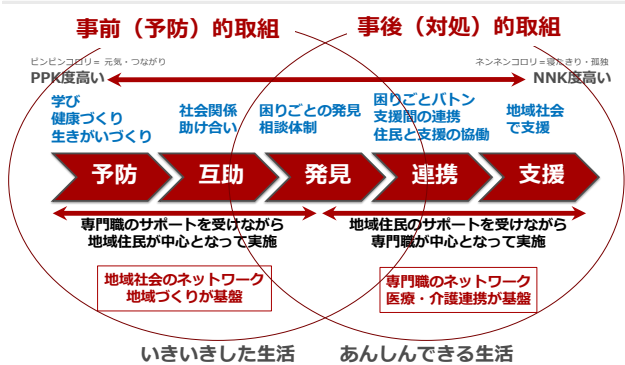 事前（予防）的取組
事後（対処）的取組
ピンピンコロリ＝ 元気・つながり
PPK度高い
ネンネンコロリ＝寝たきり・孤独
NNK度高い
学び
健康づくり
生きがいづくり
社会関係
助け合い
困りごとの発見
相談体制
困りごとバトン
支援間の連携
住民と支援の協働
地域社会
で支援
予防
互助
発見
連携
支援
専門職のサポートを受けながら
地域住民が中心となって実施
地域住民のサポートを受けながら
専門職が中心となって実施
地域社会のネットワーク
地域づくりが基盤
専門職のネットワーク
医療・介護連携が基盤
いきいきした生活
あんしんできる生活